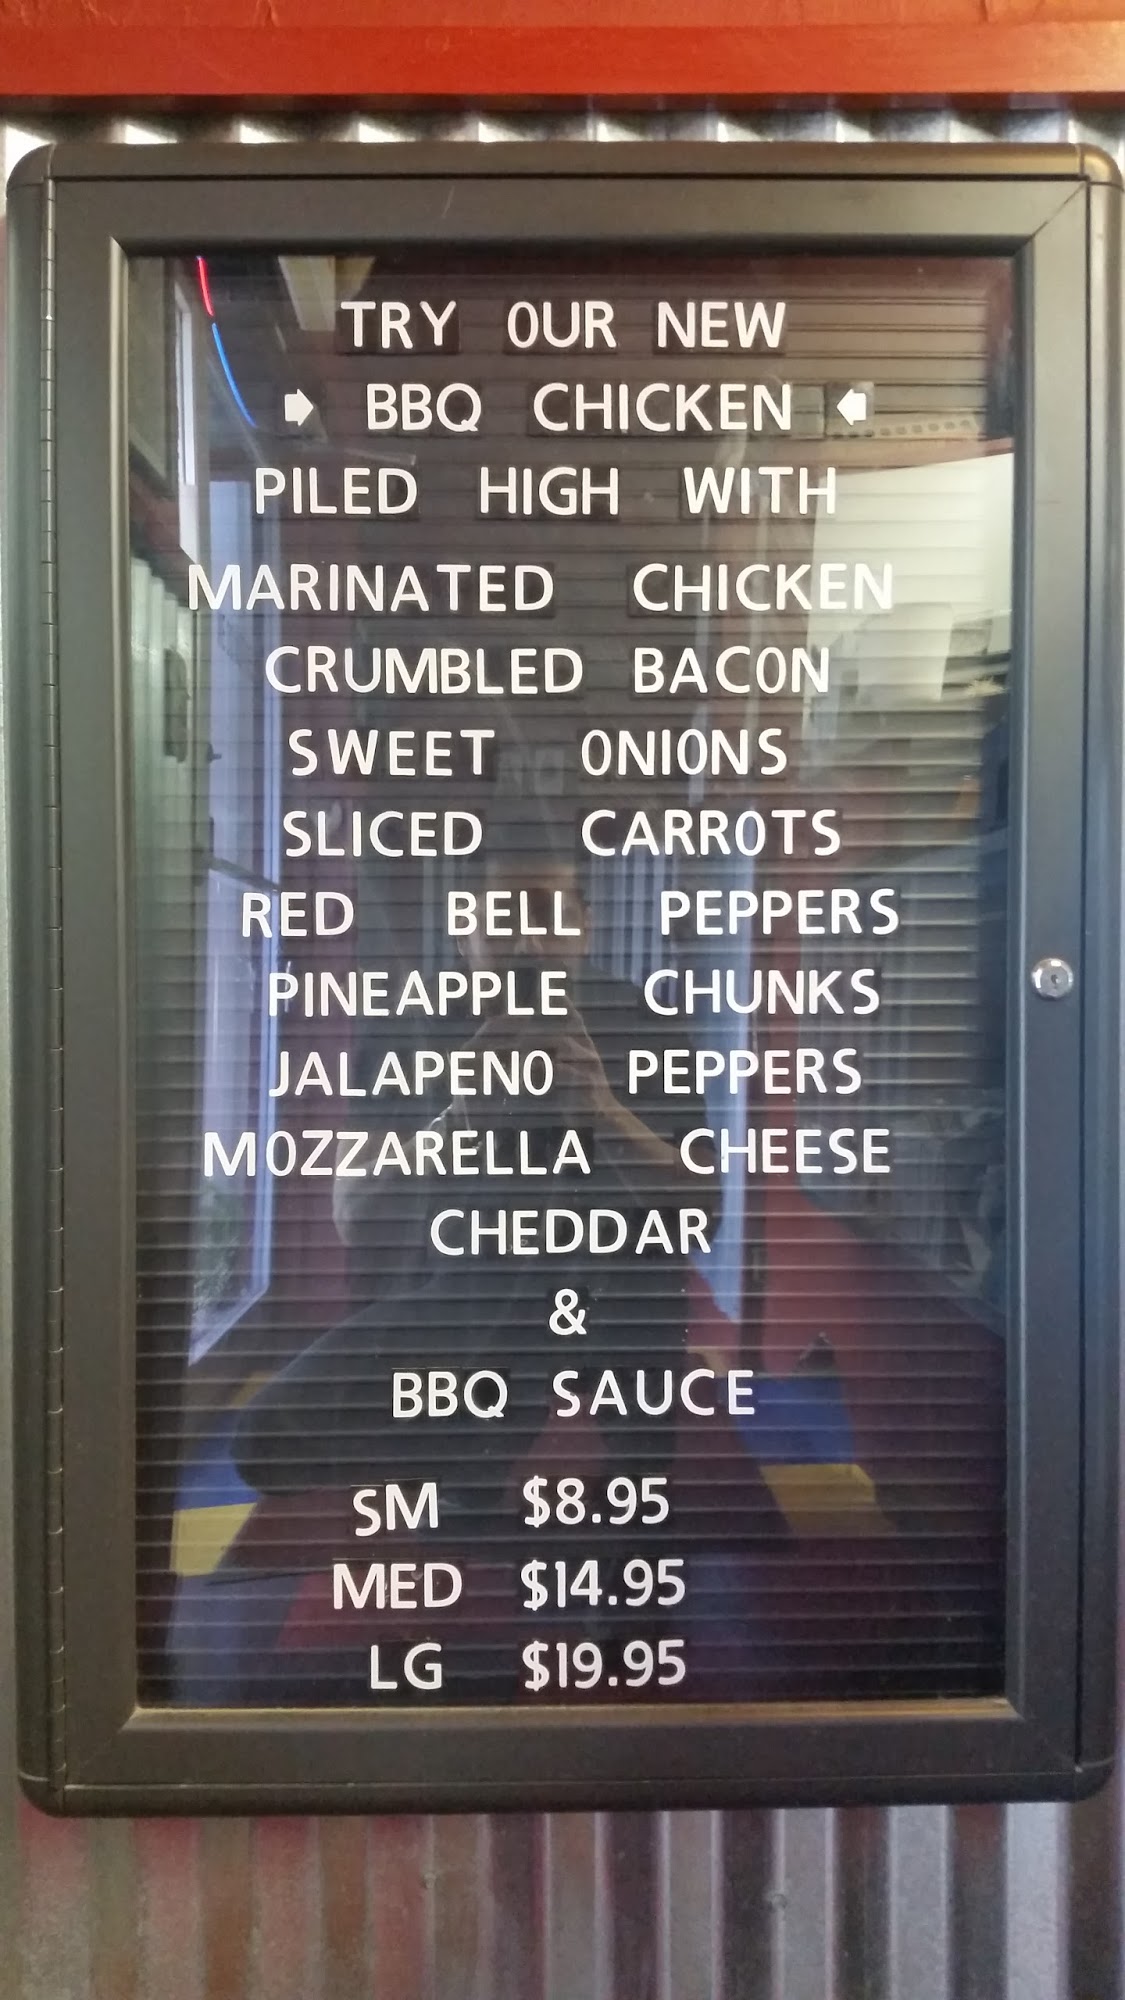 TRY OUR NEW
BBQ CHICKEN
PILED HIGH WITH
MARINATED CHICKEN
CRUMBLED BACON
SWEET ONIONS
SLICED CARROTS
RED BELL PEPPERS
PINEAPPLE CHUNKS
JALAPENO PEPPERS
MOZZARELLA CHEESE
CHEDDAR
&
BBQ SAUCE
SM $8.95
MED $14.95
LG $19.95